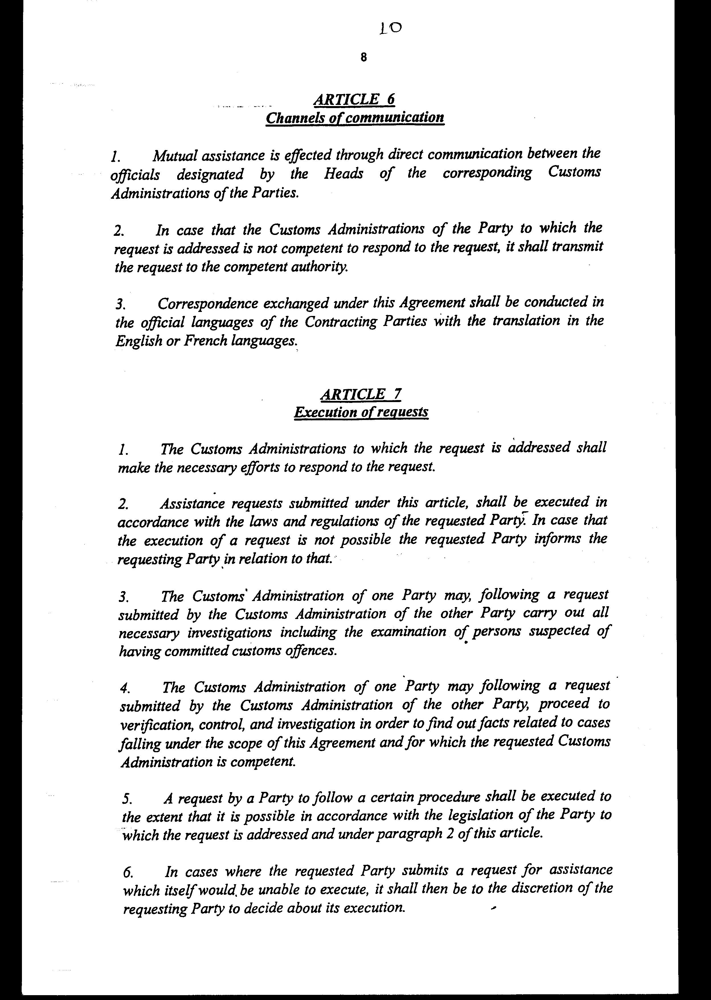 10
8
ARTICLE 6
Channels of communication
1. Mutual assistance is effected through direct communication between the
officials designated by the Heads of the corresponding Customs
Administrations of the Parties.
2. In case that the Customs Administrations of the Party to which the
request is addressed is not competent to respond to the request, it shall transmit
the request to the competent authority.
3. Correspondence exchanged under this Agreement shall be conducted in
the official languages of the Contracting Parties with the translation in the
English or French languages.
ARTICLE 7
Execution of requests
1. The Customs Administrations to which the request is addressed shall
make the necessary efforts to respond to the request.
2. Assistance requests submitted under this article, shall be executed in
accordance with the laws and regulations of the requested Party. In case that
the execution of a request is not possible the requested Party informs the
requesting Party in relation to that.
3. The Customs Administration of one Party may, following a request
submitted by the Customs Administration of the other Party carry out all
necessary investigations including the examination of persons suspected of
having committed customs offences.
4. The Customs Administration of one Party may following a request
submitted by the Customs Administration of the other Party, proceed to
verification, control, and investigation in order to find out facts related to cases
falling under the scope of this Agreement and for which the requested Customs
Administration is competent.
5. A request by a Party to follow a certain procedure shall be executed to
the extent that it is possible in accordance with the legislation of the Party to
which the request is addressed and under paragraph 2 of this article.
6. In cases where the requested Party submits a request for assistance
which itself would be unable to execute, it shall then be to the discretion of the
requesting Party to decide about its execution.